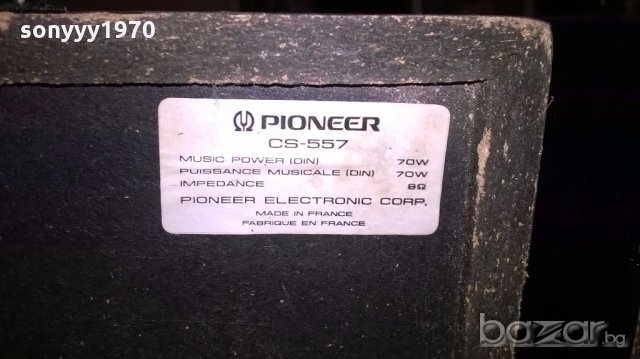 sonyyy1970
PIONEER
CS-557
MUSIC POWER (DIN) 70W
PUISSANCE MUSICALE (DIN) 70W
IMPEDANCE 8Ω
PIONEER ELECTRONIC CORP.
MADE IN FRANCE
FABRIQUE EN FRANCE
bazar.bg